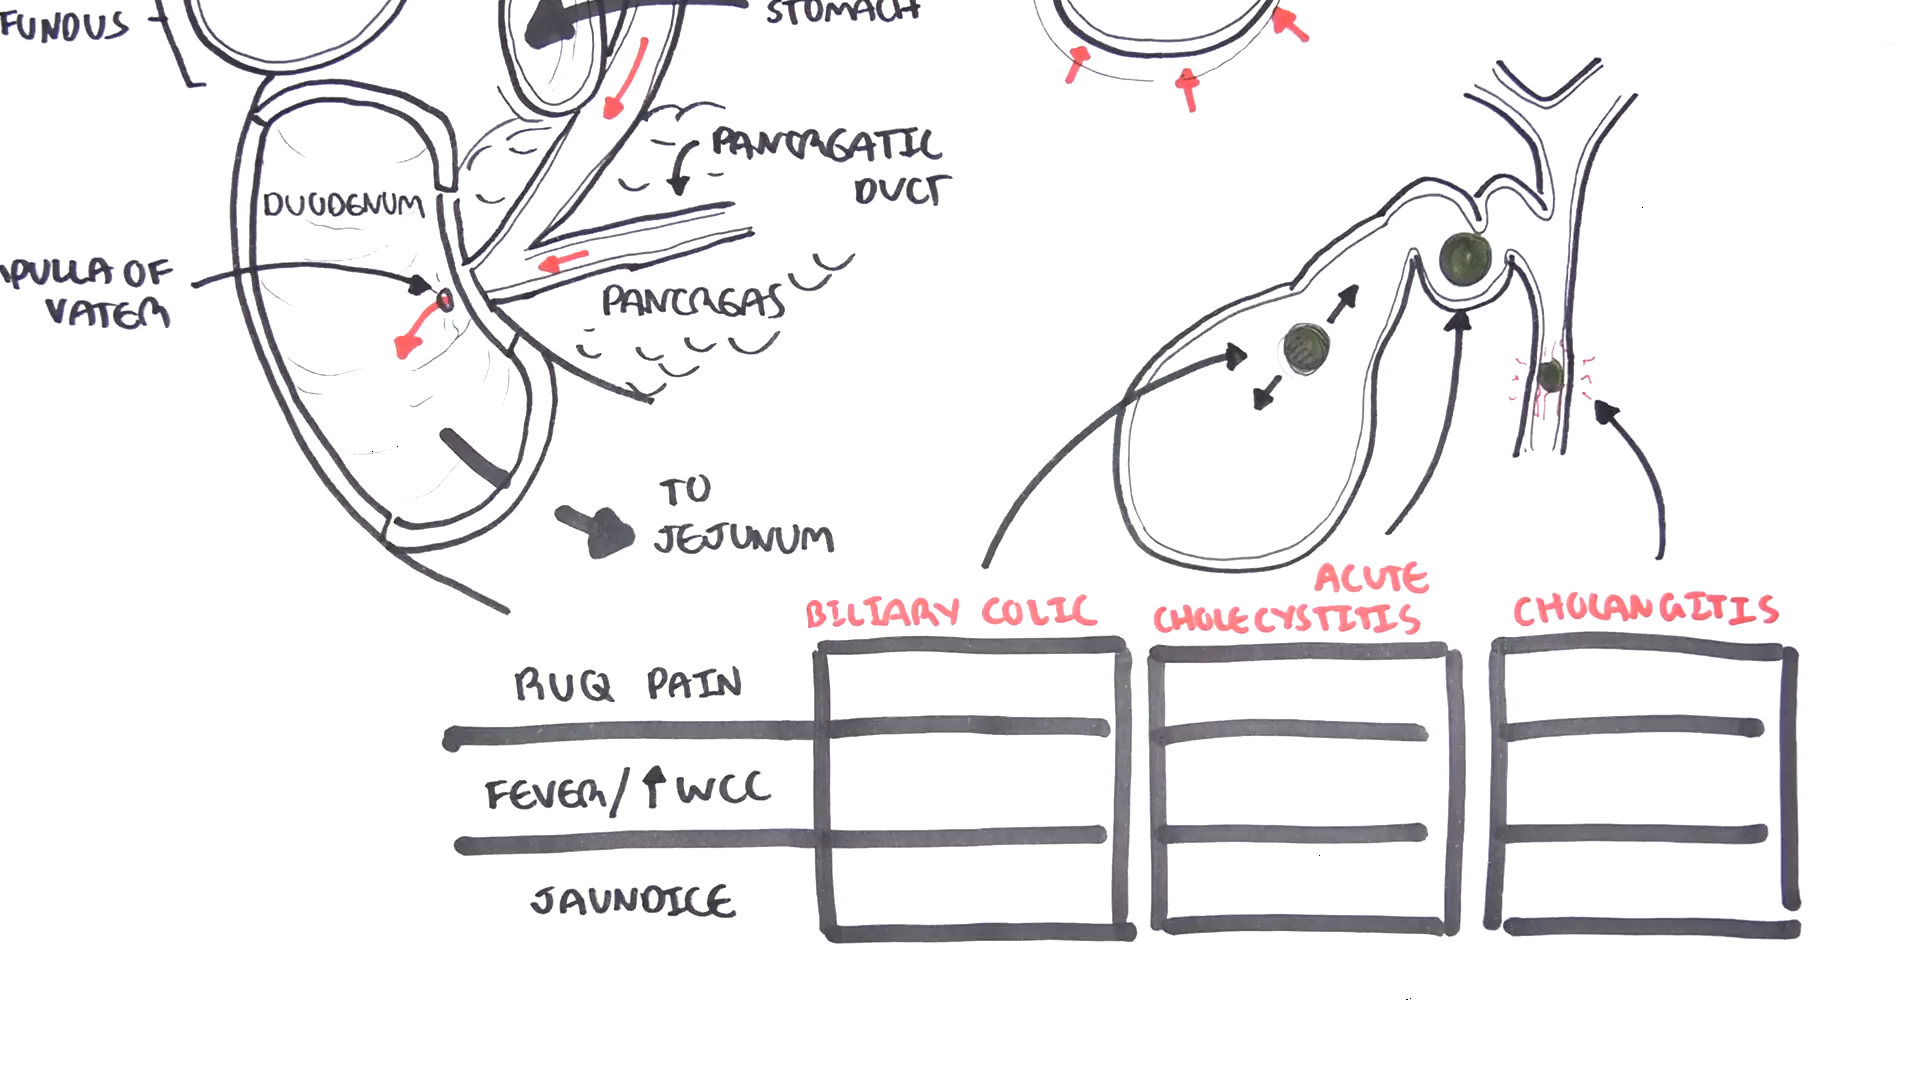 FUNDUS
STOMACH
PANCREATIC
DUCT
DUODENUM
AMPULLA OF
VATER
PANCREAS
TO
JEJUNUM
BILIARY COLIC
ACUTE
CHOLECYSTITIS
CHOLANGITIS
RUQ PAIN
FEVER/↑WCC
JAUNDICE